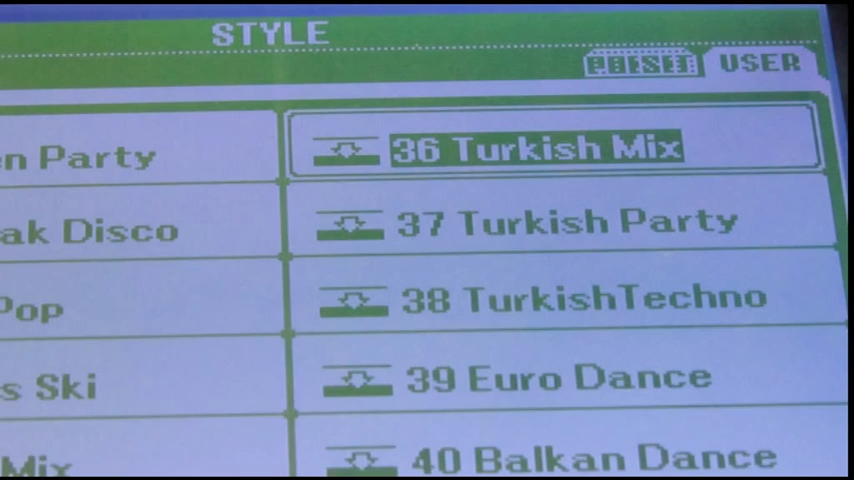 STYLE
PRESET USER
n Party
36 Turkish Mix
ak Disco
37 Turkish Party
Pop
38 TurkishTechno
s Ski
39 Euro Dance
Mix
40 Balkan Dance